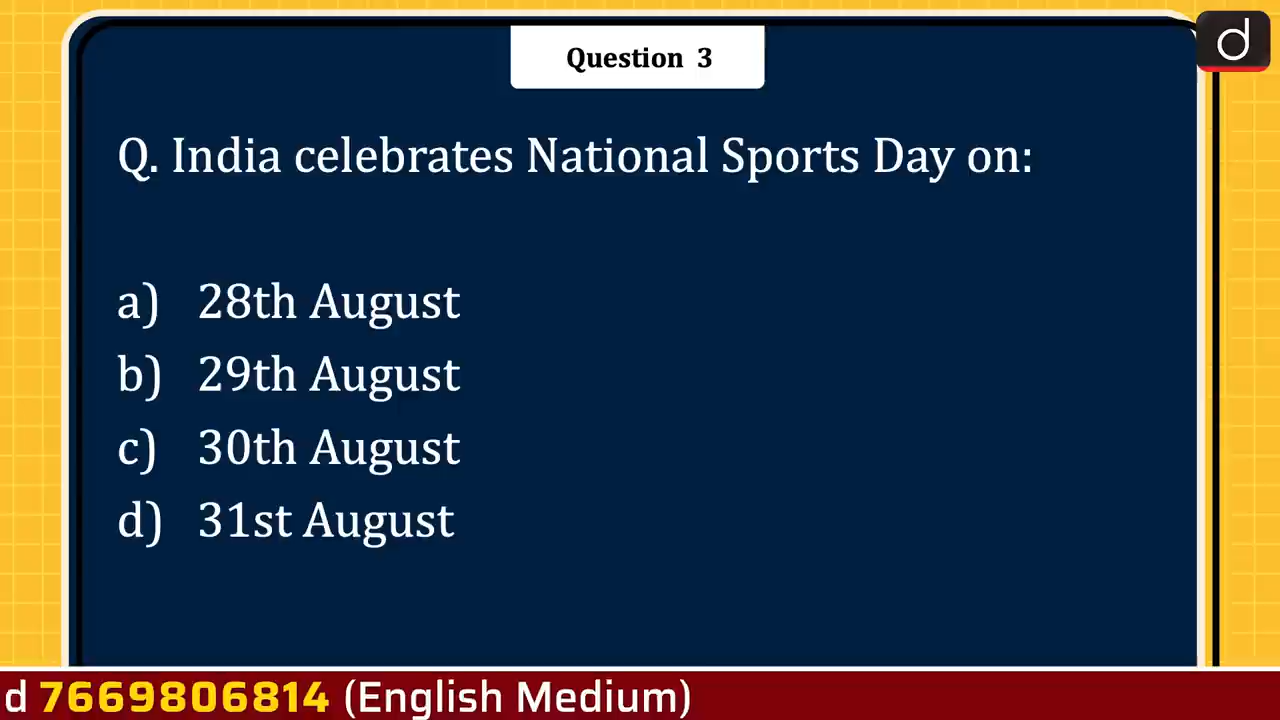 Question 3
d
Q. India celebrates National Sports Day on:
a) 28th August
b) 29th August
c) 30th August
d) 31st August
d 7669806814 (English Medium)